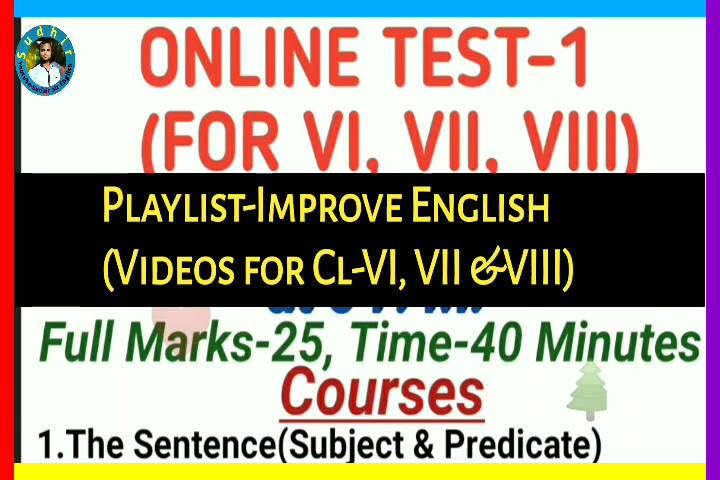 Sudhir
ONLINE TEST-1
(FOR VI, VII, VIII)
PLAYLIST-IMPROVE ENGLISH
(VIDEOS FOR CL-VI, VII &VIII)
Full Marks-25, Time-40 Minutes
Courses
1.The Sentence(Subject & Predicate)